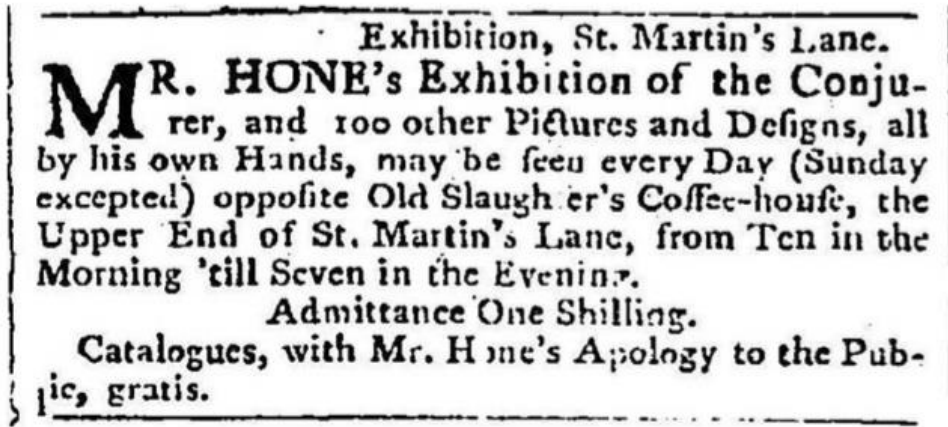 Exhibition, St. Martin's Lane.
MR. HONE's Exhibition of the Conju-
rer, and 100 other Pictures and Deſigns, all
by his own Hands, may be ſeen every Day (Sunday
excepted) oppoſite Old Slaugh er's Coffee-houſe, the
Upper End of St. Martin's Lane, from Ten in the
Morning 'till Seven in the Evening.
Admittance One Shilling.
Catalogues, with Mr. Hone's Apology to the Pub-
lic, gratis.